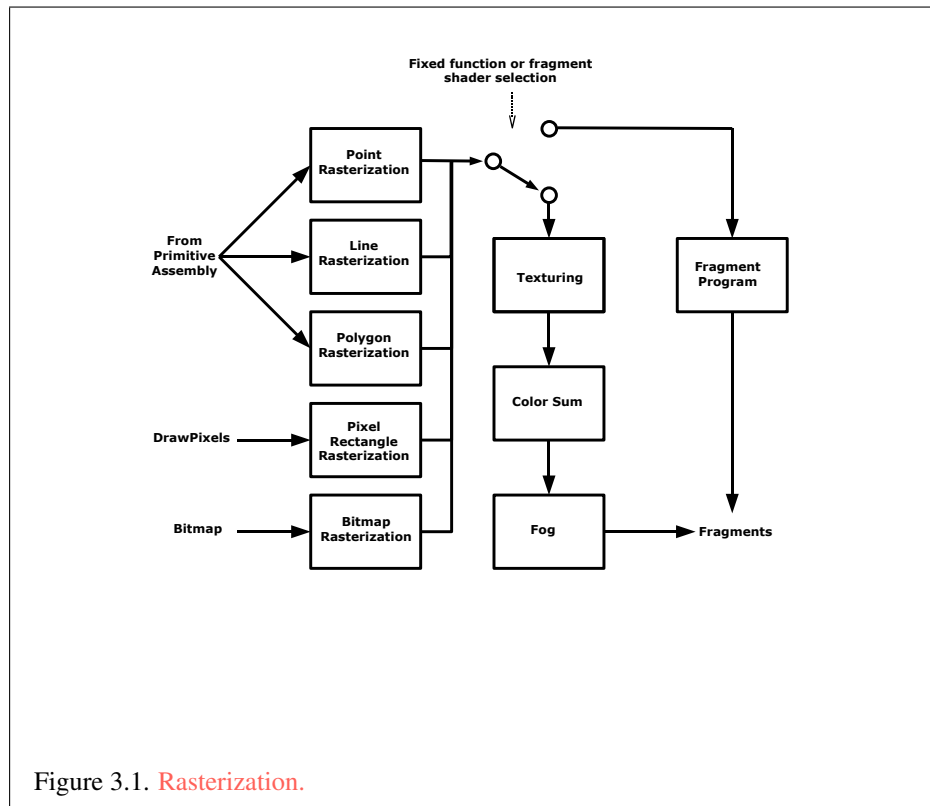 Fixed function or fragment
shader selection
Point
Rasterization
From
Primitive
Assembly
Line
Rasterization
Polygon
Rasterization
DrawPixels
Pixel
Rectangle
Rasterization
Bitmap
Bitmap
Rasterization
Texturing
Color Sum
Fog
Fragment
Program
Fragments
Figure 3.1. Rasterization.